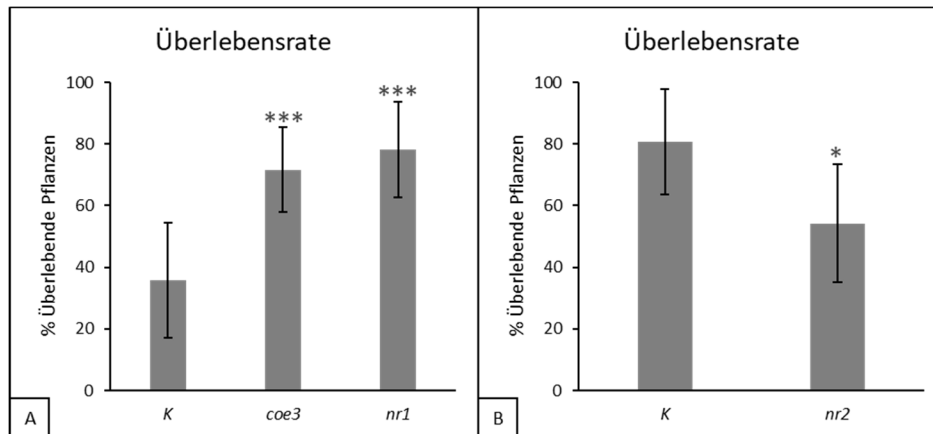 Überlebensrate
% Überlebende Pflanzen
100
80
60
40
20
0
***
***
K
coe3
nr1
A
Überlebensrate
% Überlebende Pflanzen
100
80
60
40
20
0
*
K
nr2
B